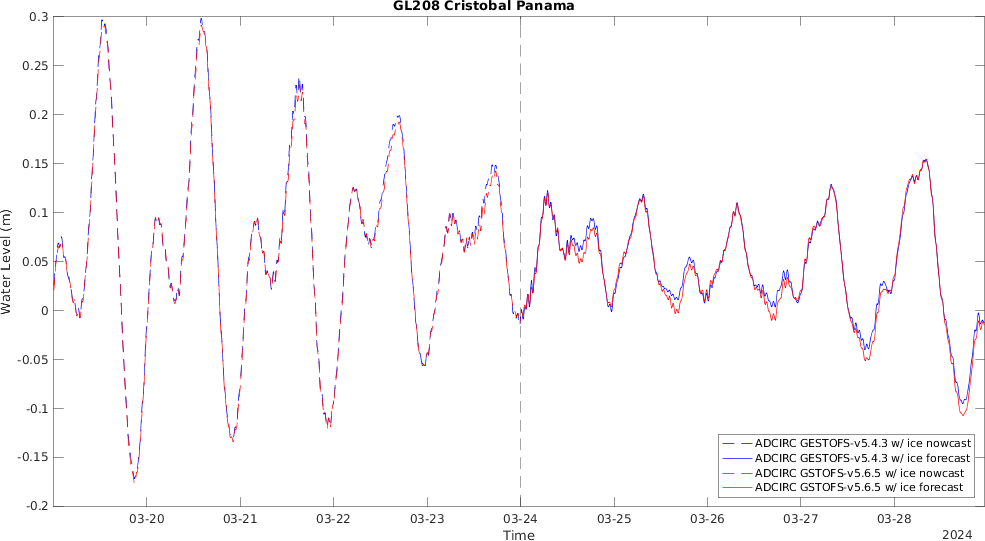 GL208 Cristobal Panama
0.3
0.25
0.2
0.15
0.1
0.05
0
-0.05
-0.1
-0.15
-0.2
Water Level (m)
ADCIRC GESTOFS-v5.4.3 w/ ice nowcast
ADCIRC GESTOFS-v5.4.3 w/ ice forecast
ADCIRC GSTOFS-v5.6.5 w/ ice nowcast
ADCIRC GSTOFS-v5.6.5 w/ ice forecast
03-20 03-21 03-22 03-23 03-24 03-25 03-26 03-27 03-28
Time
2024